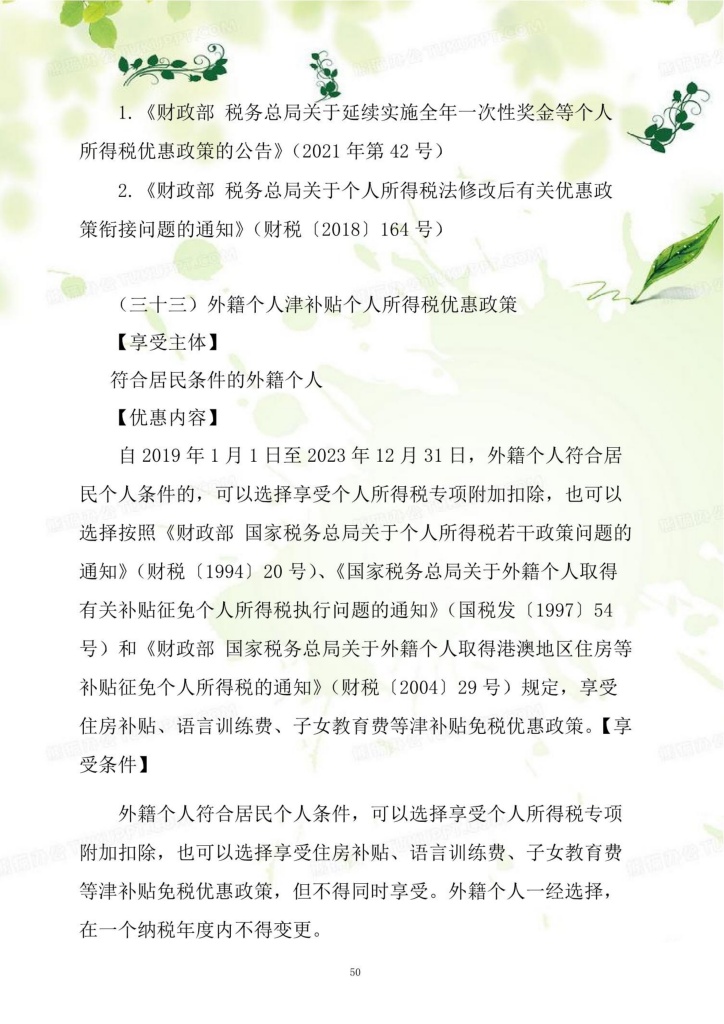 1.《财政部 税务总局关于延续实施全年一次性奖金等个人
所得税优惠政策的公告》（2021 年第 42 号）
2.《财政部 税务总局关于个人所得税法修改后有关优惠政
策衔接问题的通知》（财税〔2018〕164 号）
（三十三）外籍个人津补贴个人所得税优惠政策
【享受主体】
符合居民条件的外籍个人
【优惠内容】
自 2019 年 1 月 1 日至 2023 年 12 月 31 日，外籍个人符合居
民个人条件的，可以选择享受个人所得税专项附加扣除，也可以
选择按照《财政部 国家税务总局关于个人所得税若干政策问题的
通知》（财税〔1994〕20 号）、《国家税务总局关于外籍个人取得
有关补贴征免个人所得税执行问题的通知》（国税发〔1997〕54
号）和《财政部 国家税务总局关于外籍个人取得港澳地区住房等
补贴征免个人所得税的通知》（财税〔2004〕29 号）规定，享受
住房补贴、语言训练费、子女教育费等津补贴免税优惠政策。【享
受条件】
外籍个人符合居民个人条件，可以选择享受个人所得税专项
附加扣除，也可以选择享受住房补贴、语言训练费、子女教育费
等津补贴免税优惠政策，但不得同时享受。外籍个人一经选择，
在一个纳税年度内不得变更。
50